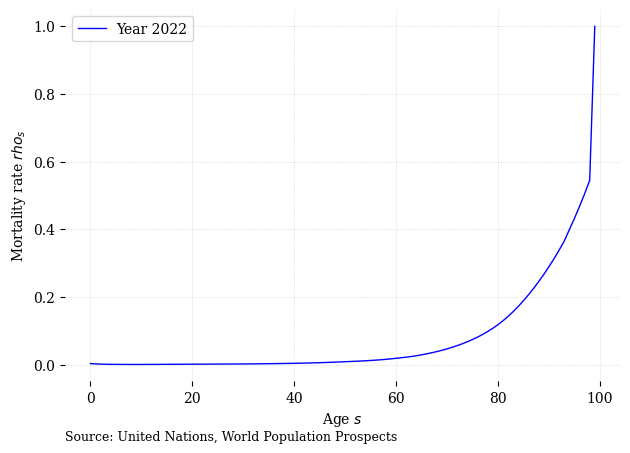 Year 2022
1.0
0.8
0.6
0.4
0.2
0.0
Mortality rate rho_s
0 20 40 60 80 100
Age s
Source: United Nations, World Population Prospects